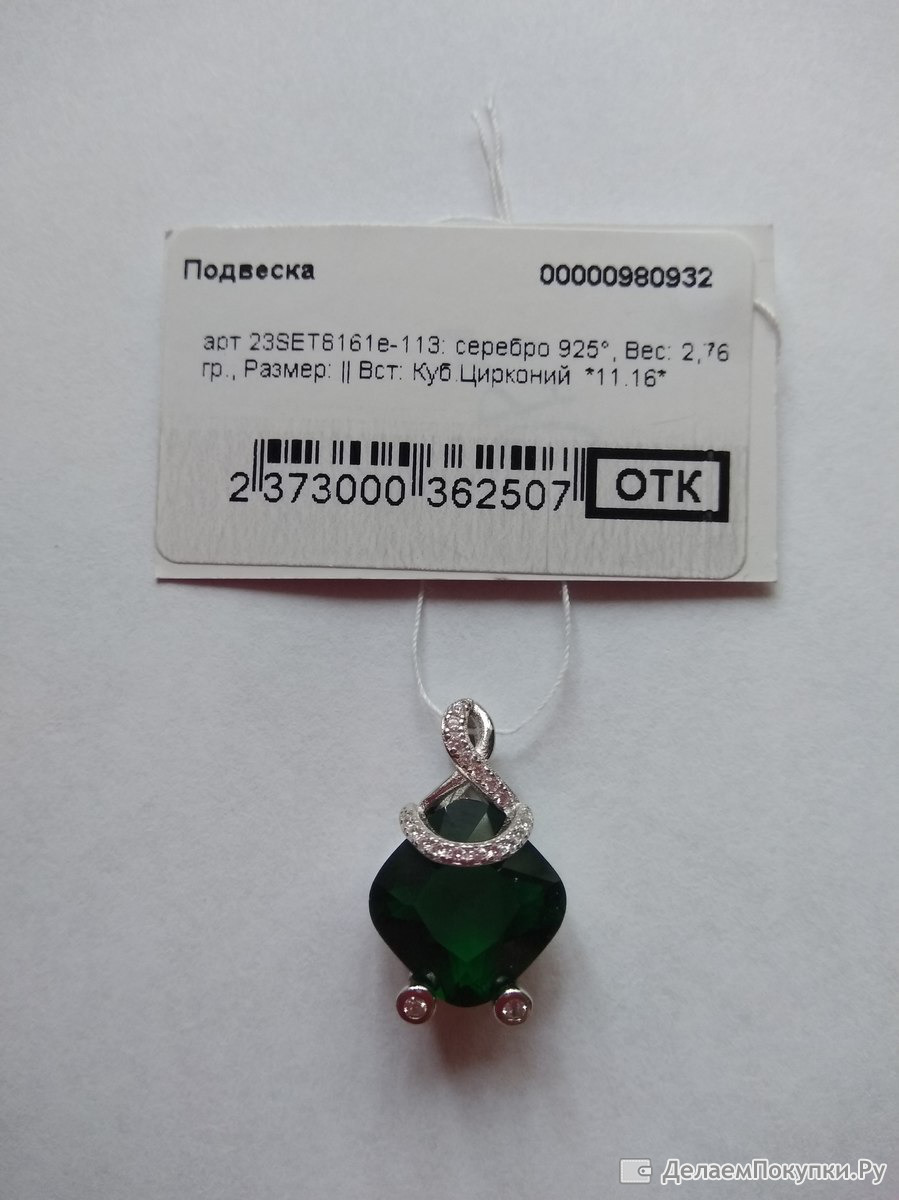 Подвеска 00000980932
арт 23SET8161е-113: серебро 925°, Вес: 2,76
гр., Размер: || Вст: Куб.Цирконий *11.16*
2 373000 362507 ОТК
ДелаемПокупки.Ру